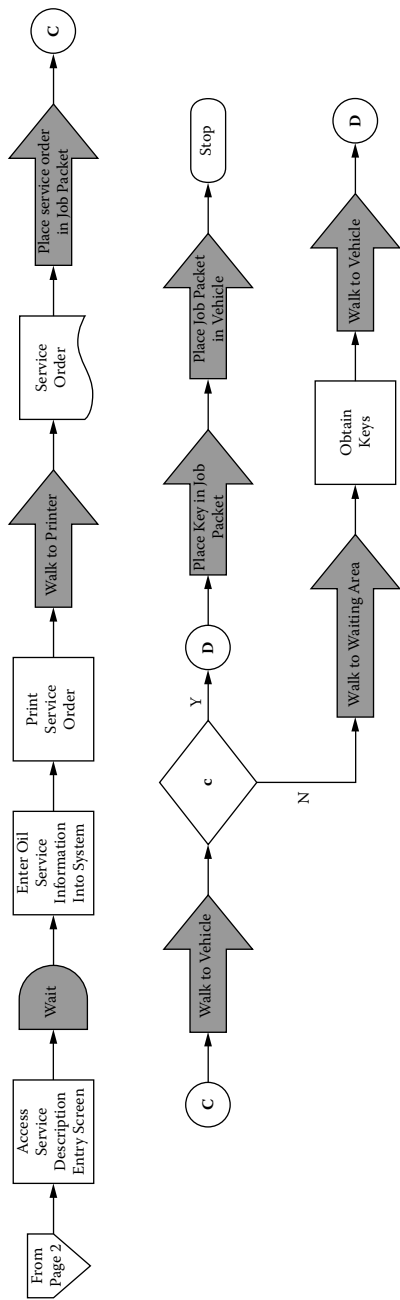 From
Page 2
Access
Service
Description
Entry Screen
Wait
Enter Oil
Service
Information
Into System
Print
Service
Order
Walk to Printer
Service
Order
Place service order
in Job Packet
C
C
Walk to Vehicle
c
Y
N
D
Place Key in Job
Packet
Place Job Packet
in Vehicle
Stop
Walk to Waiting Area
Obtain
Keys
Walk to Vehicle
D